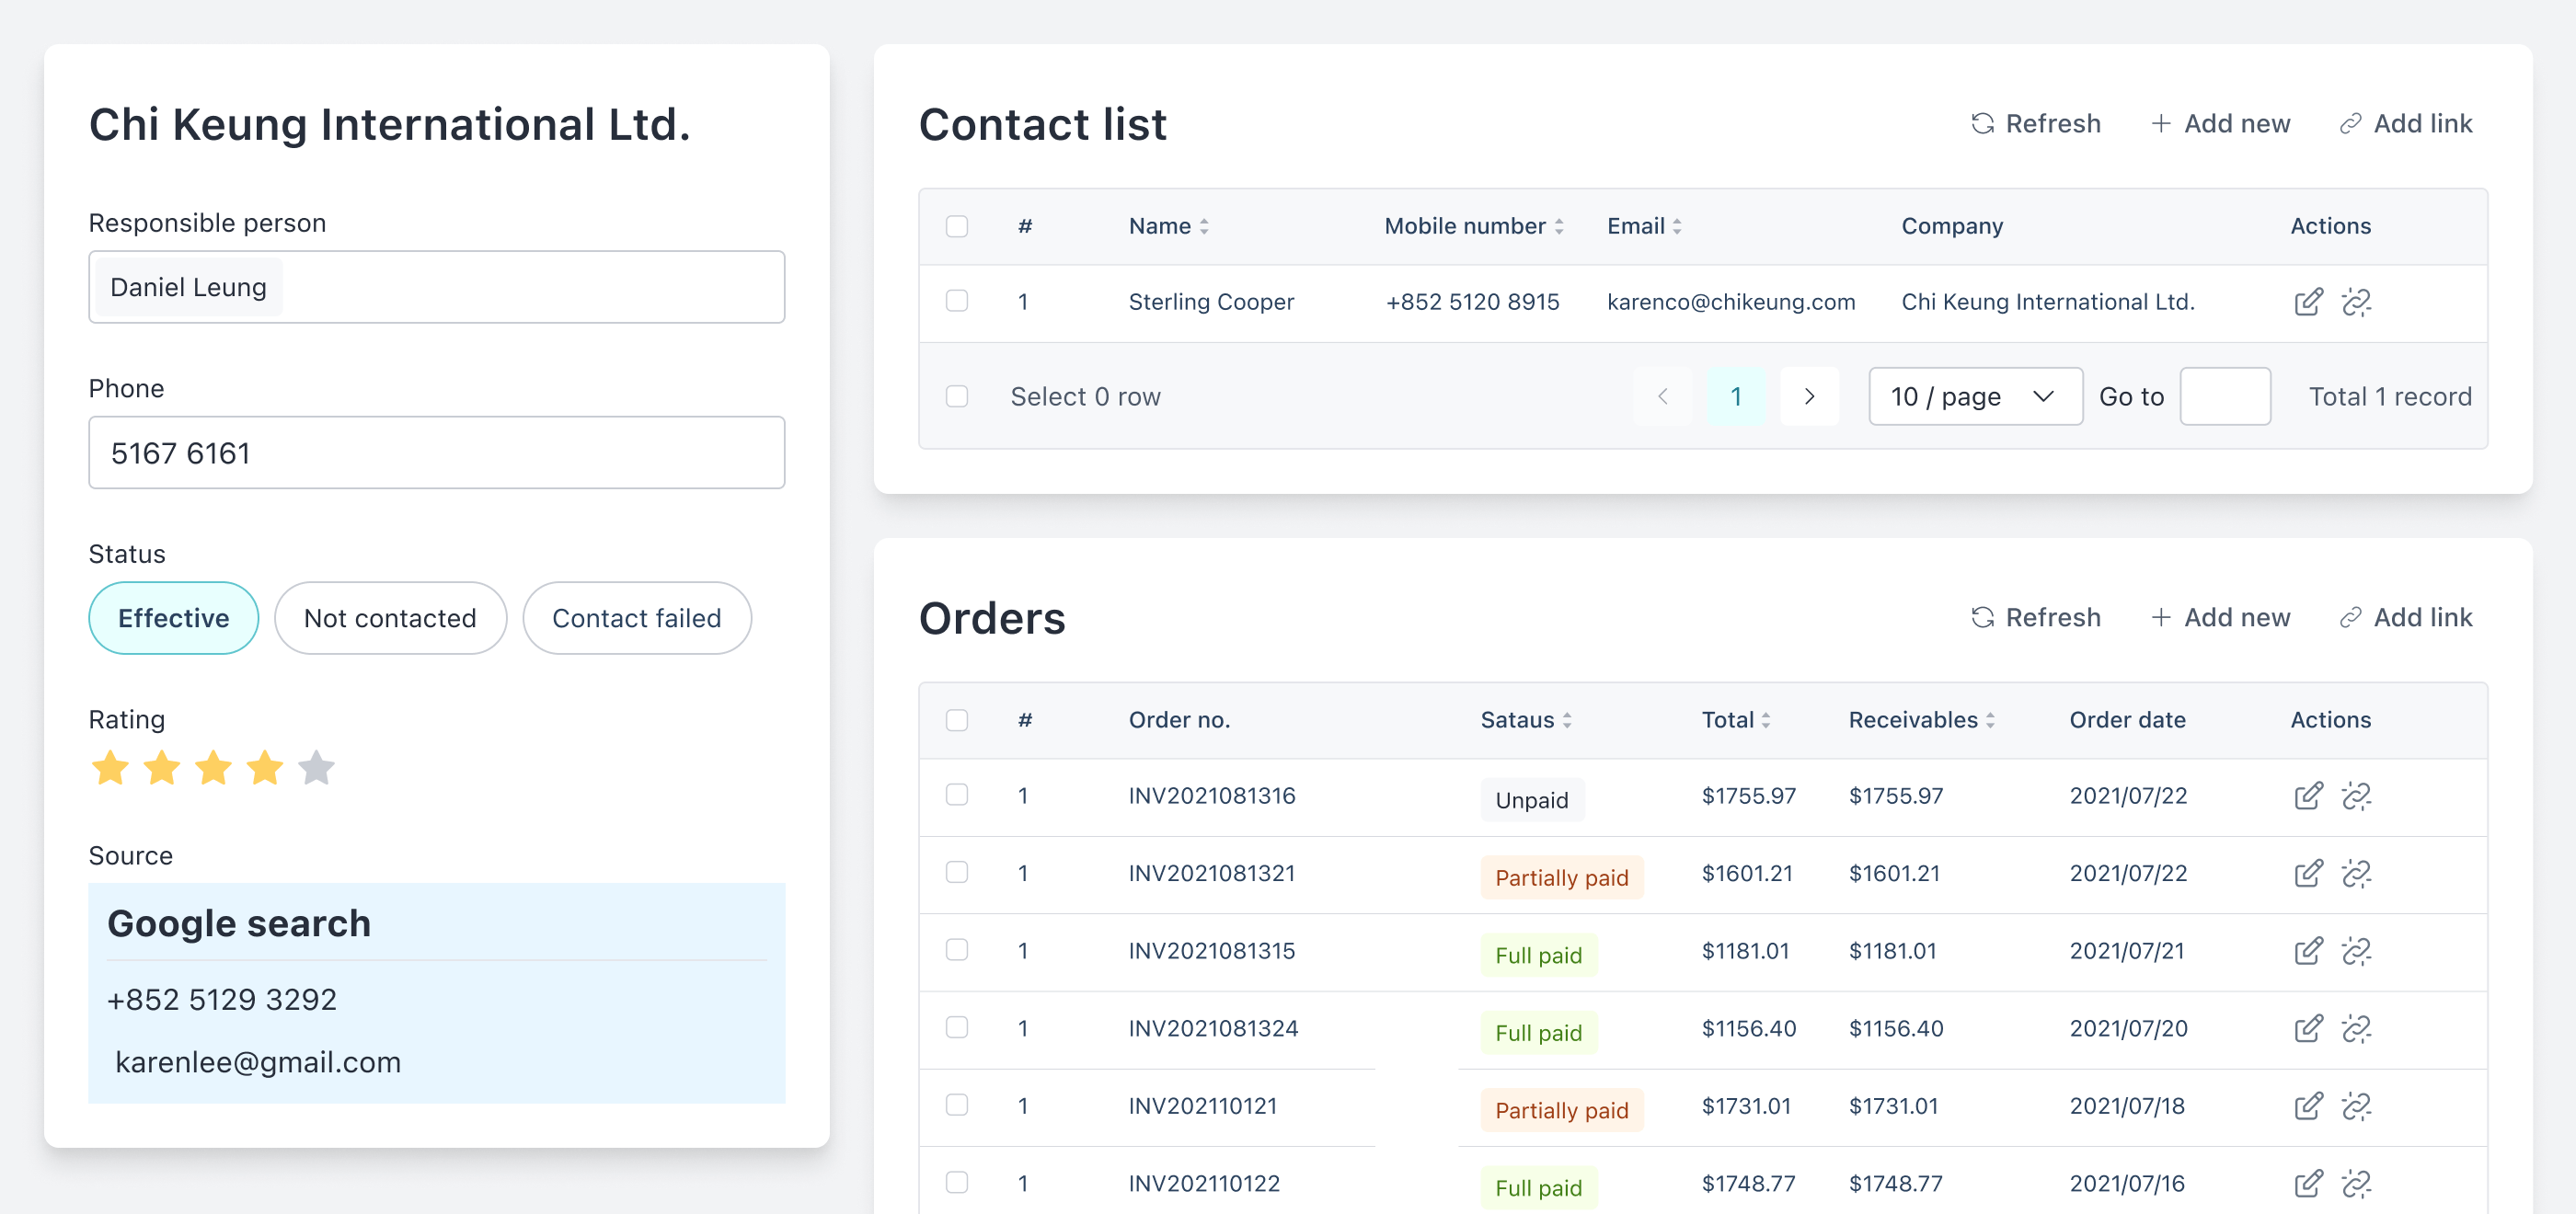 Chi Keung International Ltd.
Responsible person
Daniel Leung
Phone
5167 6161
Status
Effective Not contacted Contact failed
Rating
Source
Google search
+852 5129 3292
karenlee@gmail.com
Contact list Refresh + Add new Add link
# Name Mobile number Email Company Actions
1 Sterling Cooper +852 5120 8915 karenco@chikeung.com Chi Keung International Ltd.
Select 0 row < 1 > 10 / page Go to Total 1 record
Orders Refresh + Add new Add link
# Order no. Sataus Total Receivables Order date Actions
1 INV2021081316 Unpaid $1755.97 $1755.97 2021/07/22
1 INV2021081321 Partially paid $1601.21 $1601.21 2021/07/22
1 INV2021081315 Full paid $1181.01 $1181.01 2021/07/21
1 INV2021081324 Full paid $1156.40 $1156.40 2021/07/20
1 INV202110121 Partially paid $1731.01 $1731.01 2021/07/18
1 INV202110122 Full paid $1748.77 $1748.77 2021/07/16